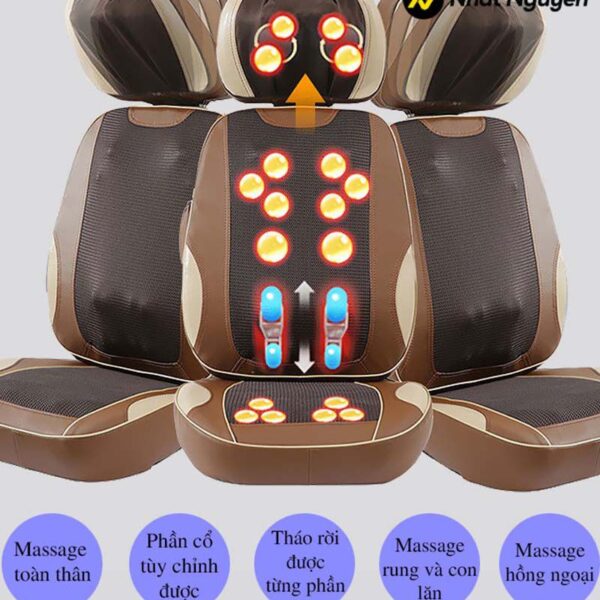 Nhật Nguyên
Massage
toàn thân
Phần cổ
tùy chỉnh
được
Tháo rời
được
từng phần
Massage
rung và con
lăn
Massage
hồng ngoại